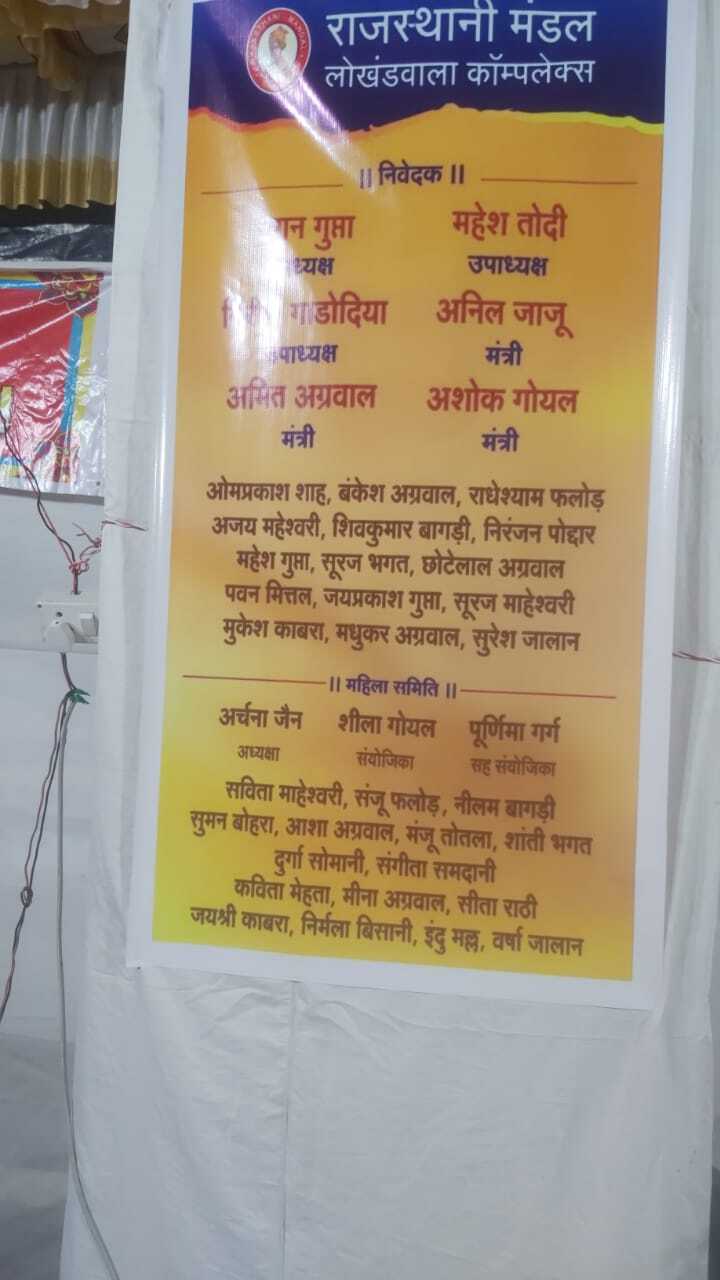 राजस्थानी मंडल
लोखंडवाला कॉम्पलेक्स
|| निवेदक ||
गुप्ता महेश तोदी
उपाध्यक्ष
गाडोदिया अनिल जाजू
उपाध्यक्ष मंत्री
अमित अग्रवाल अशोक गोयल
मंत्री मंत्री
ओमप्रकाश शाह, बंकेश अग्रवाल, राधेश्याम फलोड़
अजय महेश्वरी, शिवकुमार बागड़ी, निरंजन पोद्दार
महेश गुप्ता, सूरज भगत, छोटेलाल अग्रवाल
पवन मित्तल, जयप्रकाश गुप्ता, सूरज माहेश्वरी
मुकेश काबरा, मधुकर अग्रवाल, सुरेश जालान
|| महिला समिति ||
अर्चना जैन शीला गोयल पूर्णिमा गर्ग
अध्यक्षा संयोजिका सह संयोजिका
सविता माहेश्वरी, संजू फलोड़, नीलम बागड़ी
सुमन बोहरा, आशा अग्रवाल, मंजू तोतला, शांती भगत
दुर्गा सोमानी, संगीता समदानी
कविता मेहता, मीना अग्रवाल, सीता राठी
जयश्री काबरा, निर्मला बिसानी, इंदु मल्ल, वर्षा जालान